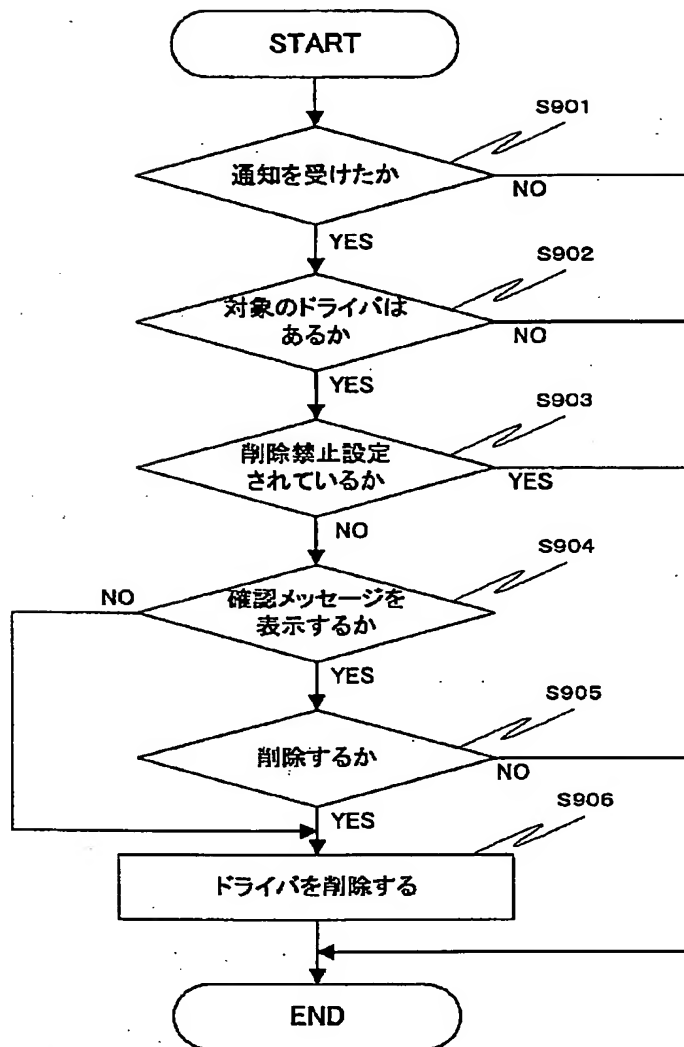 START
S901
通知を受けたか
NO
YES
S902
対象のドライバは
あるか
NO
YES
S903
削除禁止設定
されているか
YES
NO
S904
NO
確認メッセージを
表示するか
YES
S905
削除するか
NO
YES
S906
ドライバを削除する
END